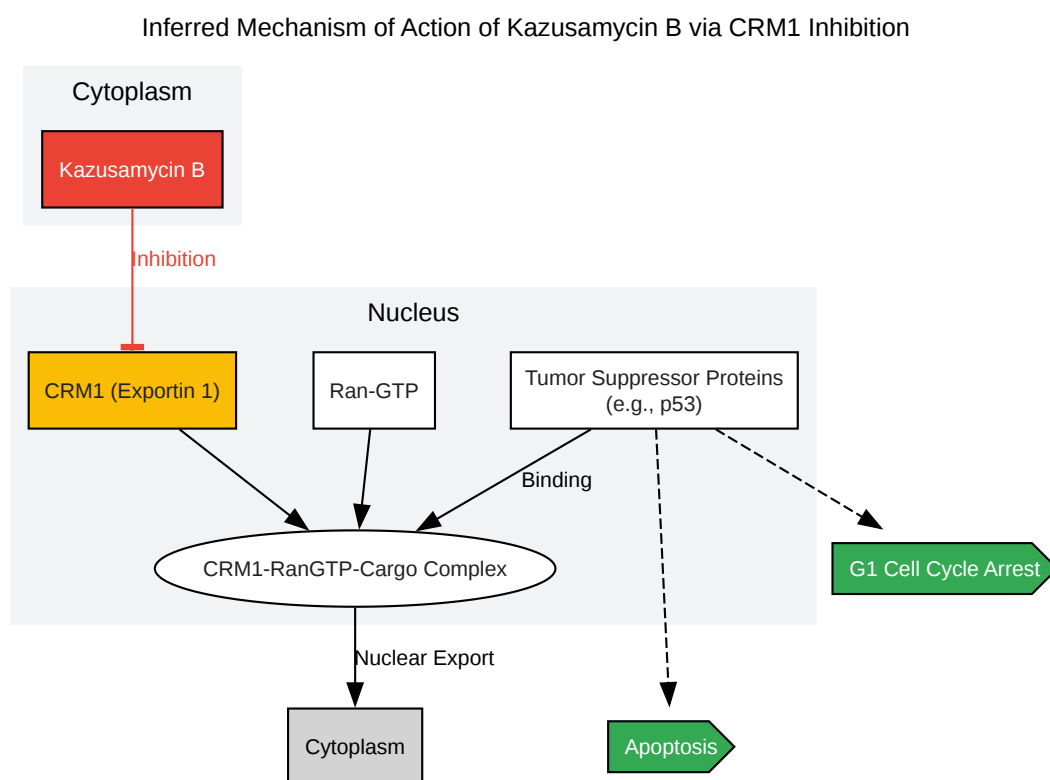 Inferred Mechanism of Action of Kazusamycin B via CRM1 Inhibition
Cytoplasm
Kazusamycin B
Inhibition
Nucleus
CRM1 (Exportin 1)
Ran-GTP
Tumor Suppressor Proteins
(e.g., p53)
Binding
CRM1-RanGTP-Cargo Complex
G1 Cell Cycle Arrest
Nuclear Export
Cytoplasm
Apoptosis